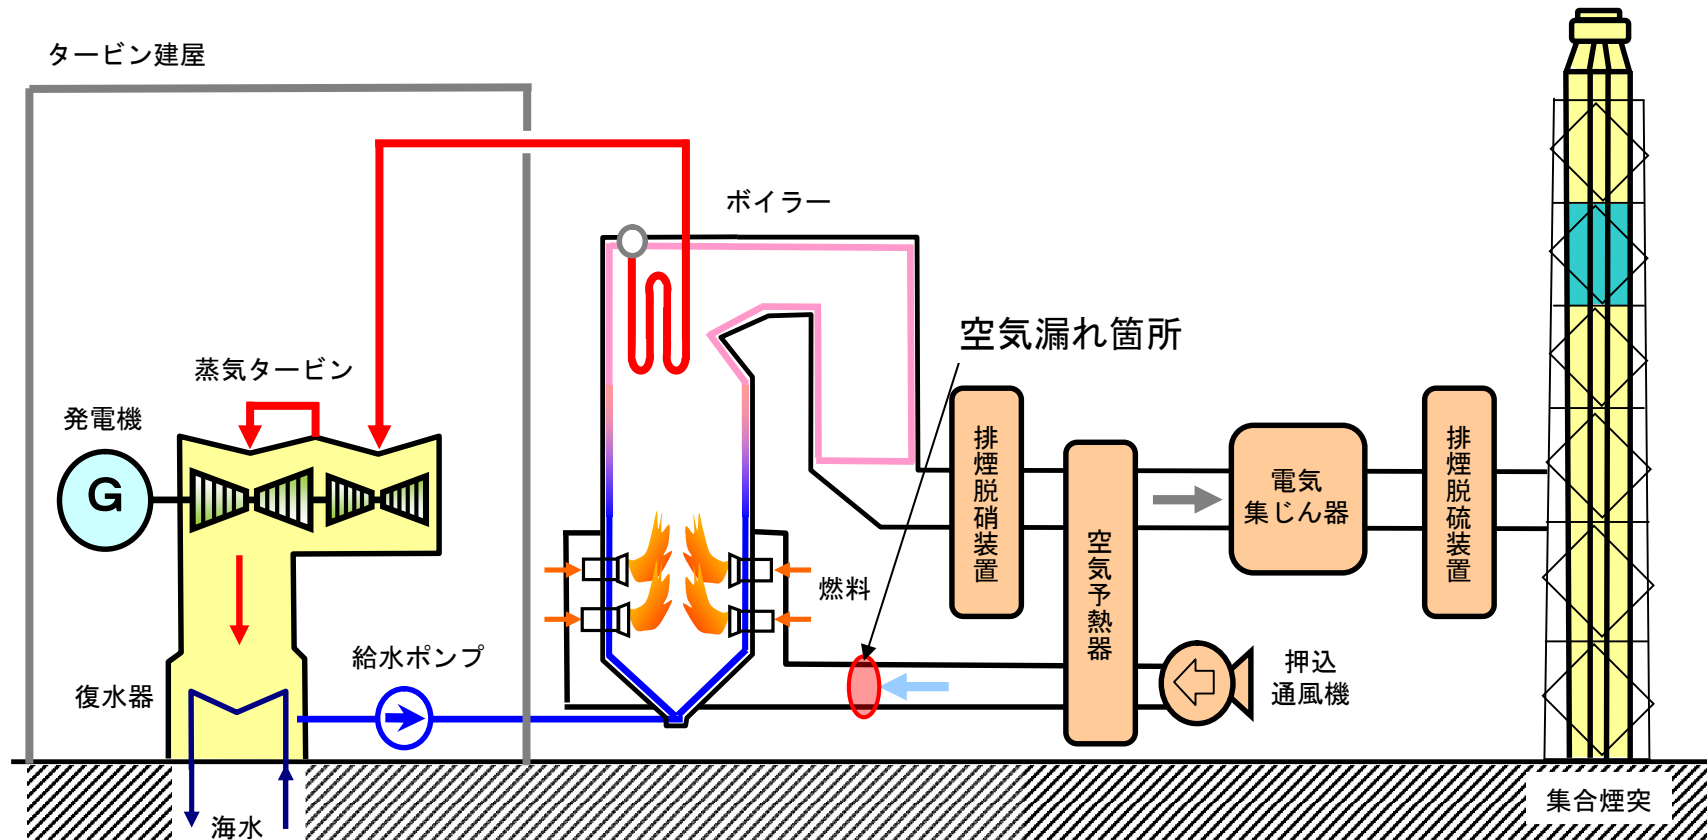 タービン建屋
ボイラー
空気漏れ箇所
蒸気タービン
発電機
G
排煙脱硝装置
空気予熱器
電気
集じん器
排煙脱硫装置
燃料
給水ポンプ
復水器
押込
通風機
海水
集合煙突